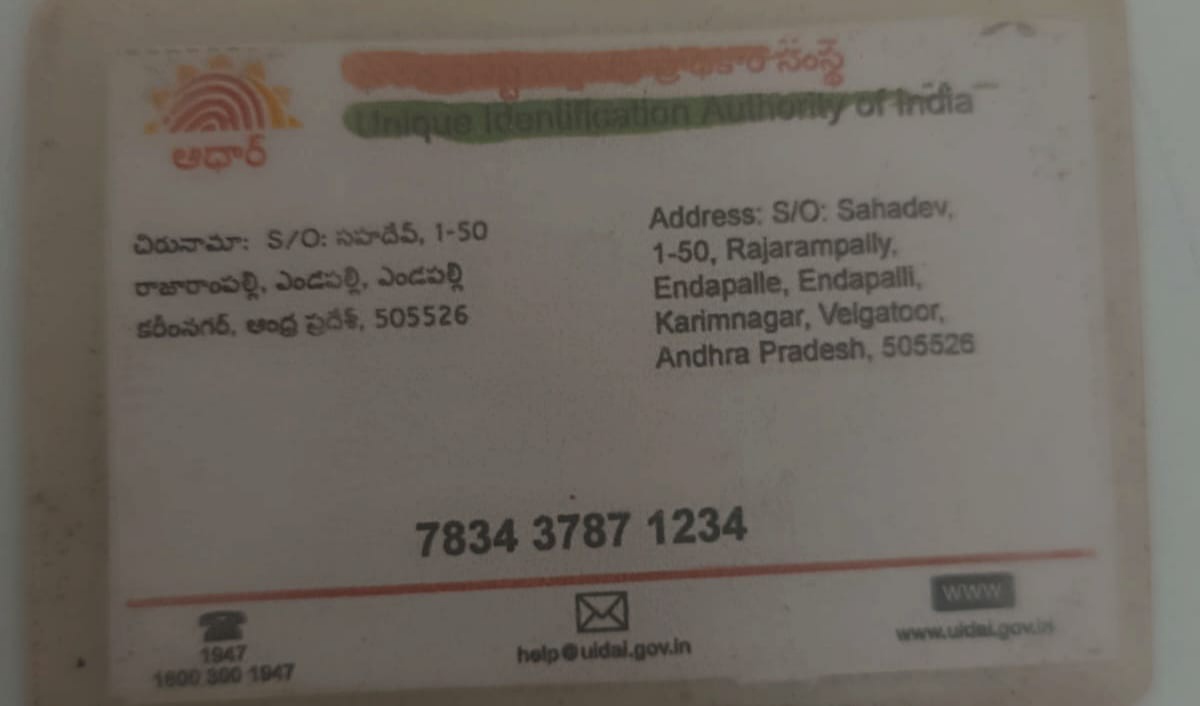 ఆధార్
సంస్థ
Unique Identification Authority of India
చిరునామా: S/O: సహదేవ్, 1-50
రాజారాంపల్లి, ఎండపల్లి, ఎండపల్లి
కరీంనగర్, ఆంధ్ర ప్రదేశ్, 505526
Address: S/O: Sahadev,
1-50, Rajarampally,
Endapalle, Endapalli,
Karimnagar, Velgatoor,
Andhra Pradesh, 505526
7834 3787 1234
1947
1800 300 1947
help@uidai.gov.in
WWW
www.uidai.gov.in